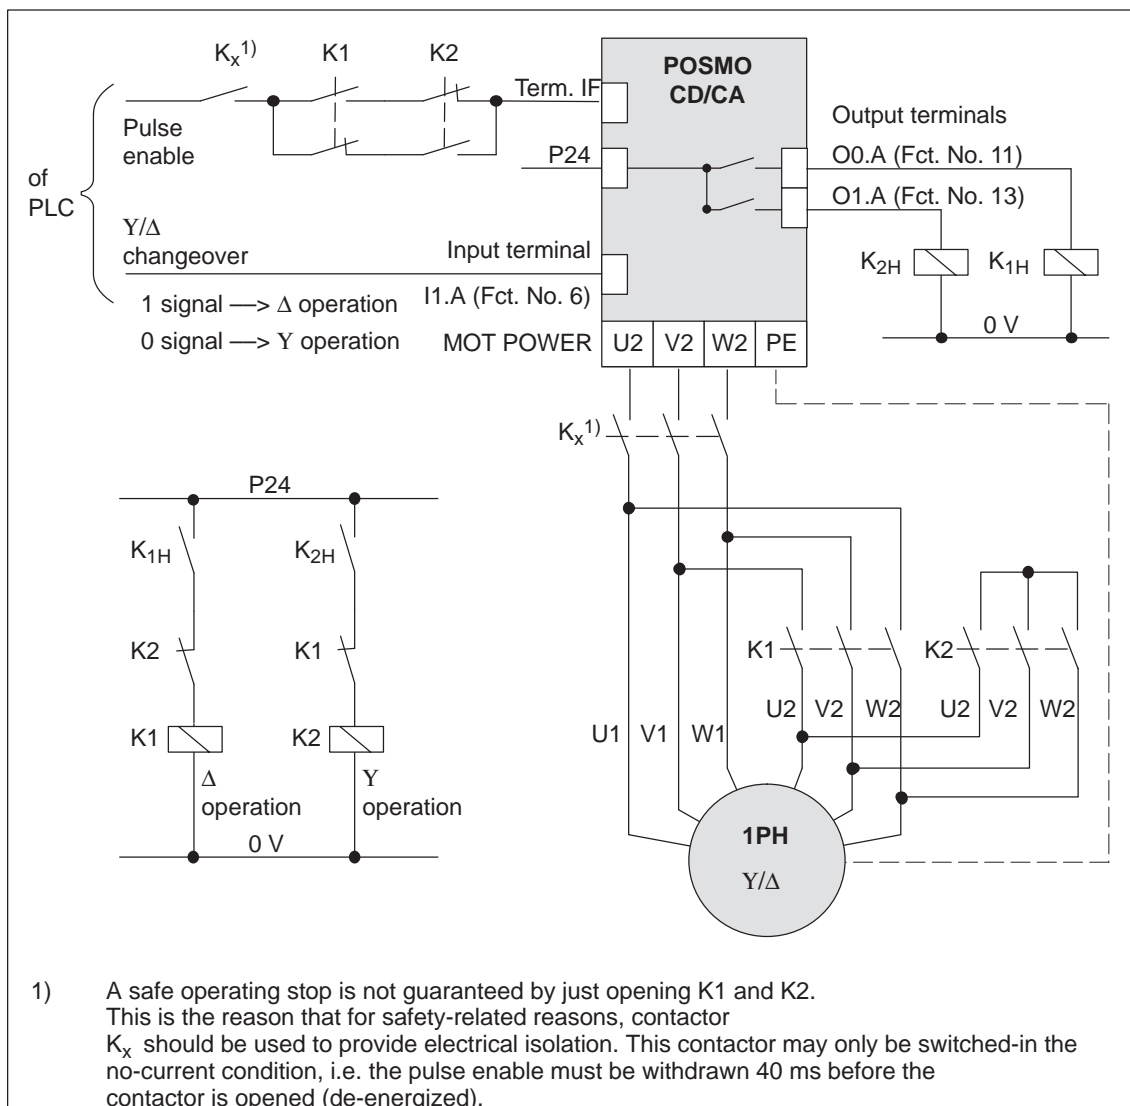 Kx1) K1 K2
Term. IF
POSMO
CD/CA
Pulse
enable
P24
Output terminals
O0.A (Fct. No. 11)
O1.A (Fct. No. 13)
of
PLC
Y/Δ
changeover
Input terminal
I1.A (Fct. No. 6)
K2H K1H
0 V
1 signal —> Δ operation
0 signal —> Y operation
MOT POWER U2 V2 W2 PE
Kx1)
P24
K1H K2H
K2 K1
K1 K2
Δ
operation
Y
operation
0 V
K1 K2
U2 V2 W2 U2 V2 W2
U1 V1 W1
1PH
Y/Δ
1) A safe operating stop is not guaranteed by just opening K1 and K2.
This is the reason that for safety-related reasons, contactor
Kx should be used to provide electrical isolation. This contactor may only be switched-in the
no-current condition, i.e. the pulse enable must be withdrawn 40 ms before the
contactor is opened (de-energized).